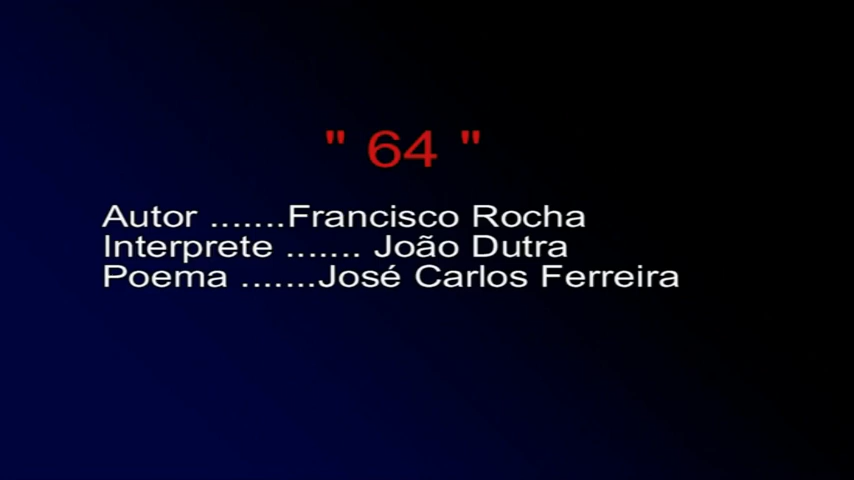 " 64 "
Autor .......Francisco Rocha
Interprete ....... João Dutra
Poema .......José Carlos Ferreira